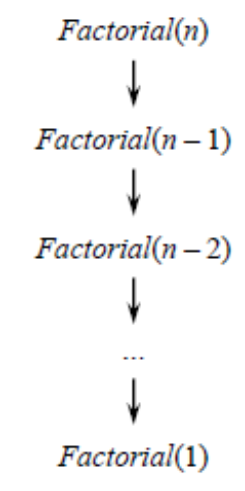 Factorial(n)
Factorial(n – 1)
Factorial(n – 2)
...
Factorial(1)